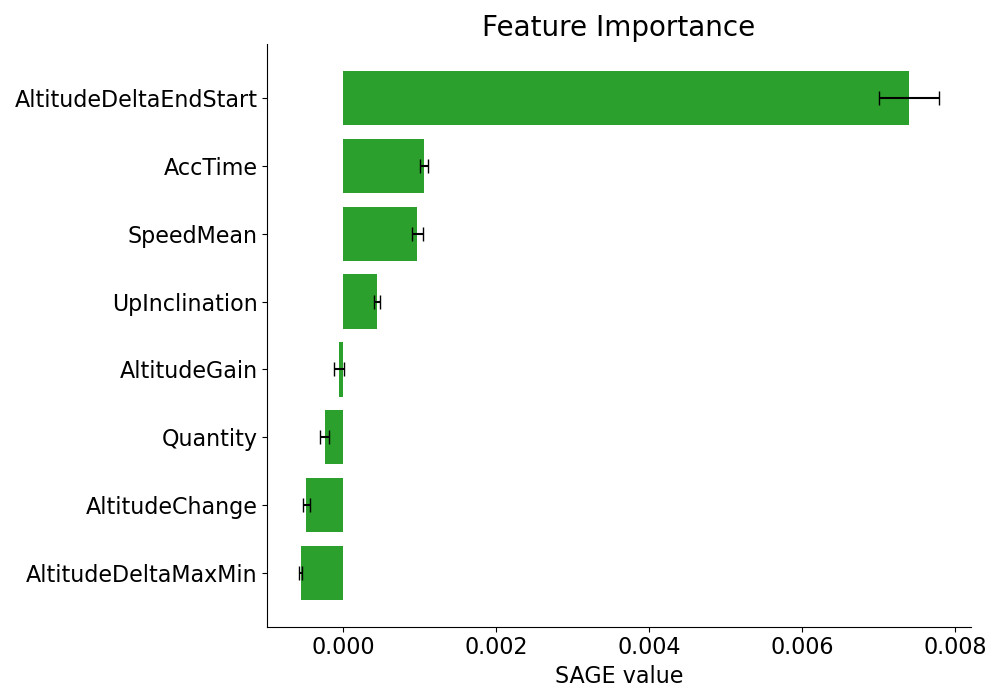 Feature Importance
AltitudeDeltaEndStart
AccTime
SpeedMean
UpInclination
AltitudeGain
Quantity
AltitudeChange
AltitudeDeltaMaxMin
0.000 0.002 0.004 0.006 0.008
SAGE value